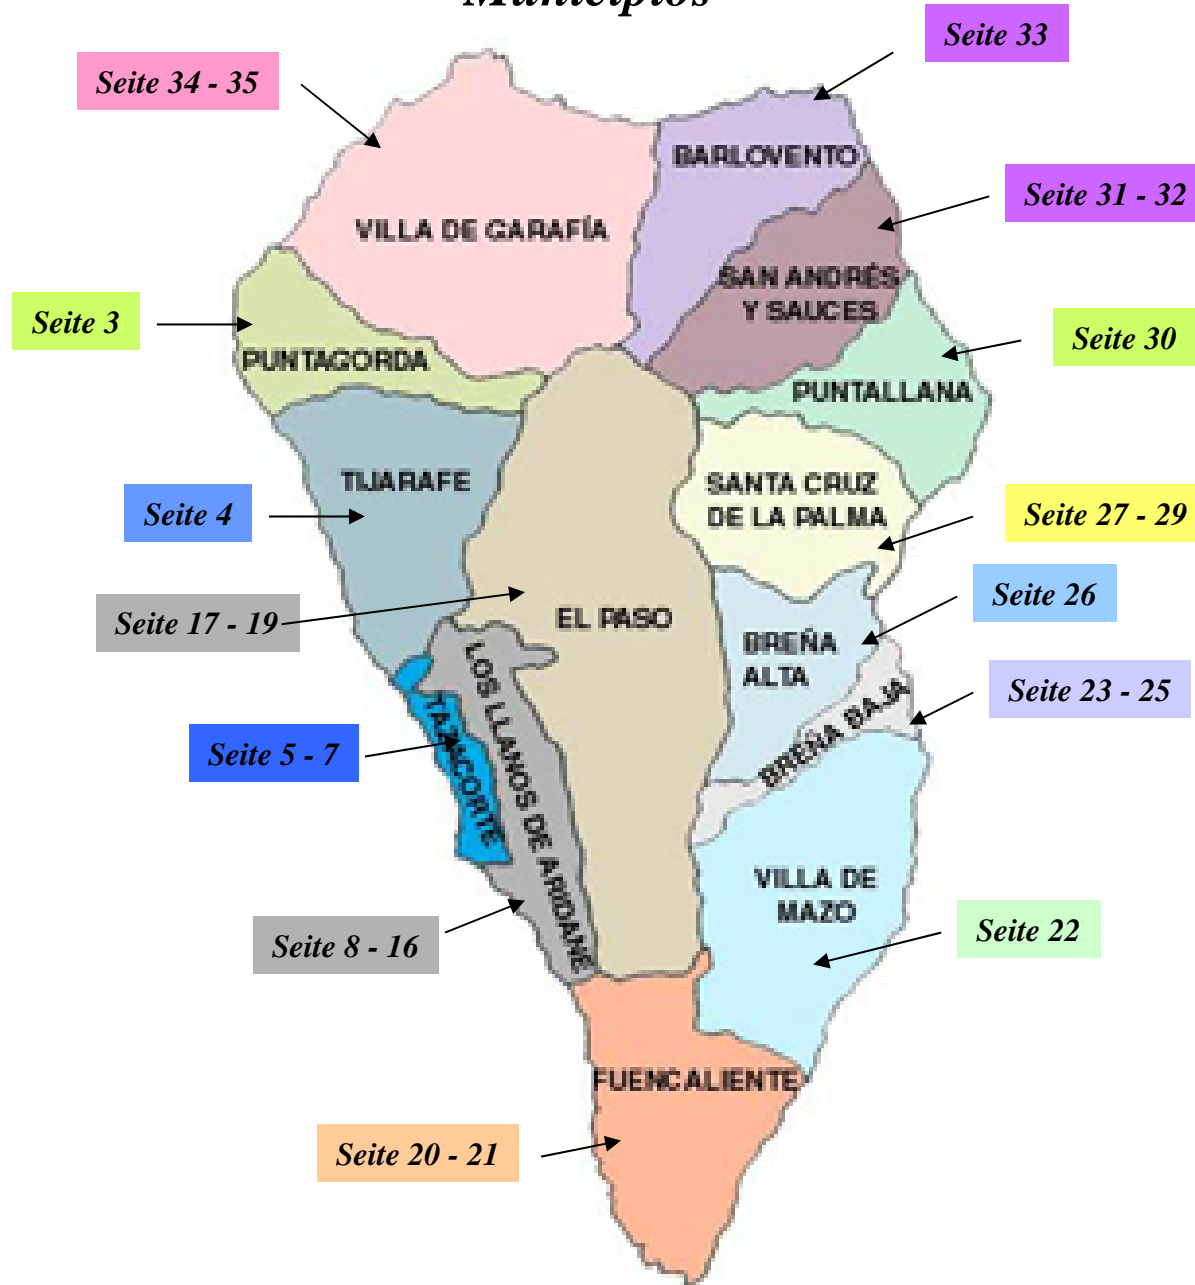 Municipios
Seite 33
Seite 34 - 35
BARLOVENTO
Seite 31 - 32
VILLA DE GARAFÍA
SAN ANDRÉS
Y SAUCES
Seite 3
Seite 30
PUNTAGORDA
PUNTALLANA
TIJARAFE
SANTA CRUZ
DE LA PALMA
Seite 4
Seite 27 - 29
Seite 26
Seite 17 - 19
EL PASO
BREÑA
ALTA
Seite 23 - 25
BREÑA BAJA
LOS LLANOS DE ARIDANE
TAZACORTE
Seite 5 - 7
VILLA DE
MAZO
Seite 8 - 16
Seite 22
FUENCALIENTE
Seite 20 - 21